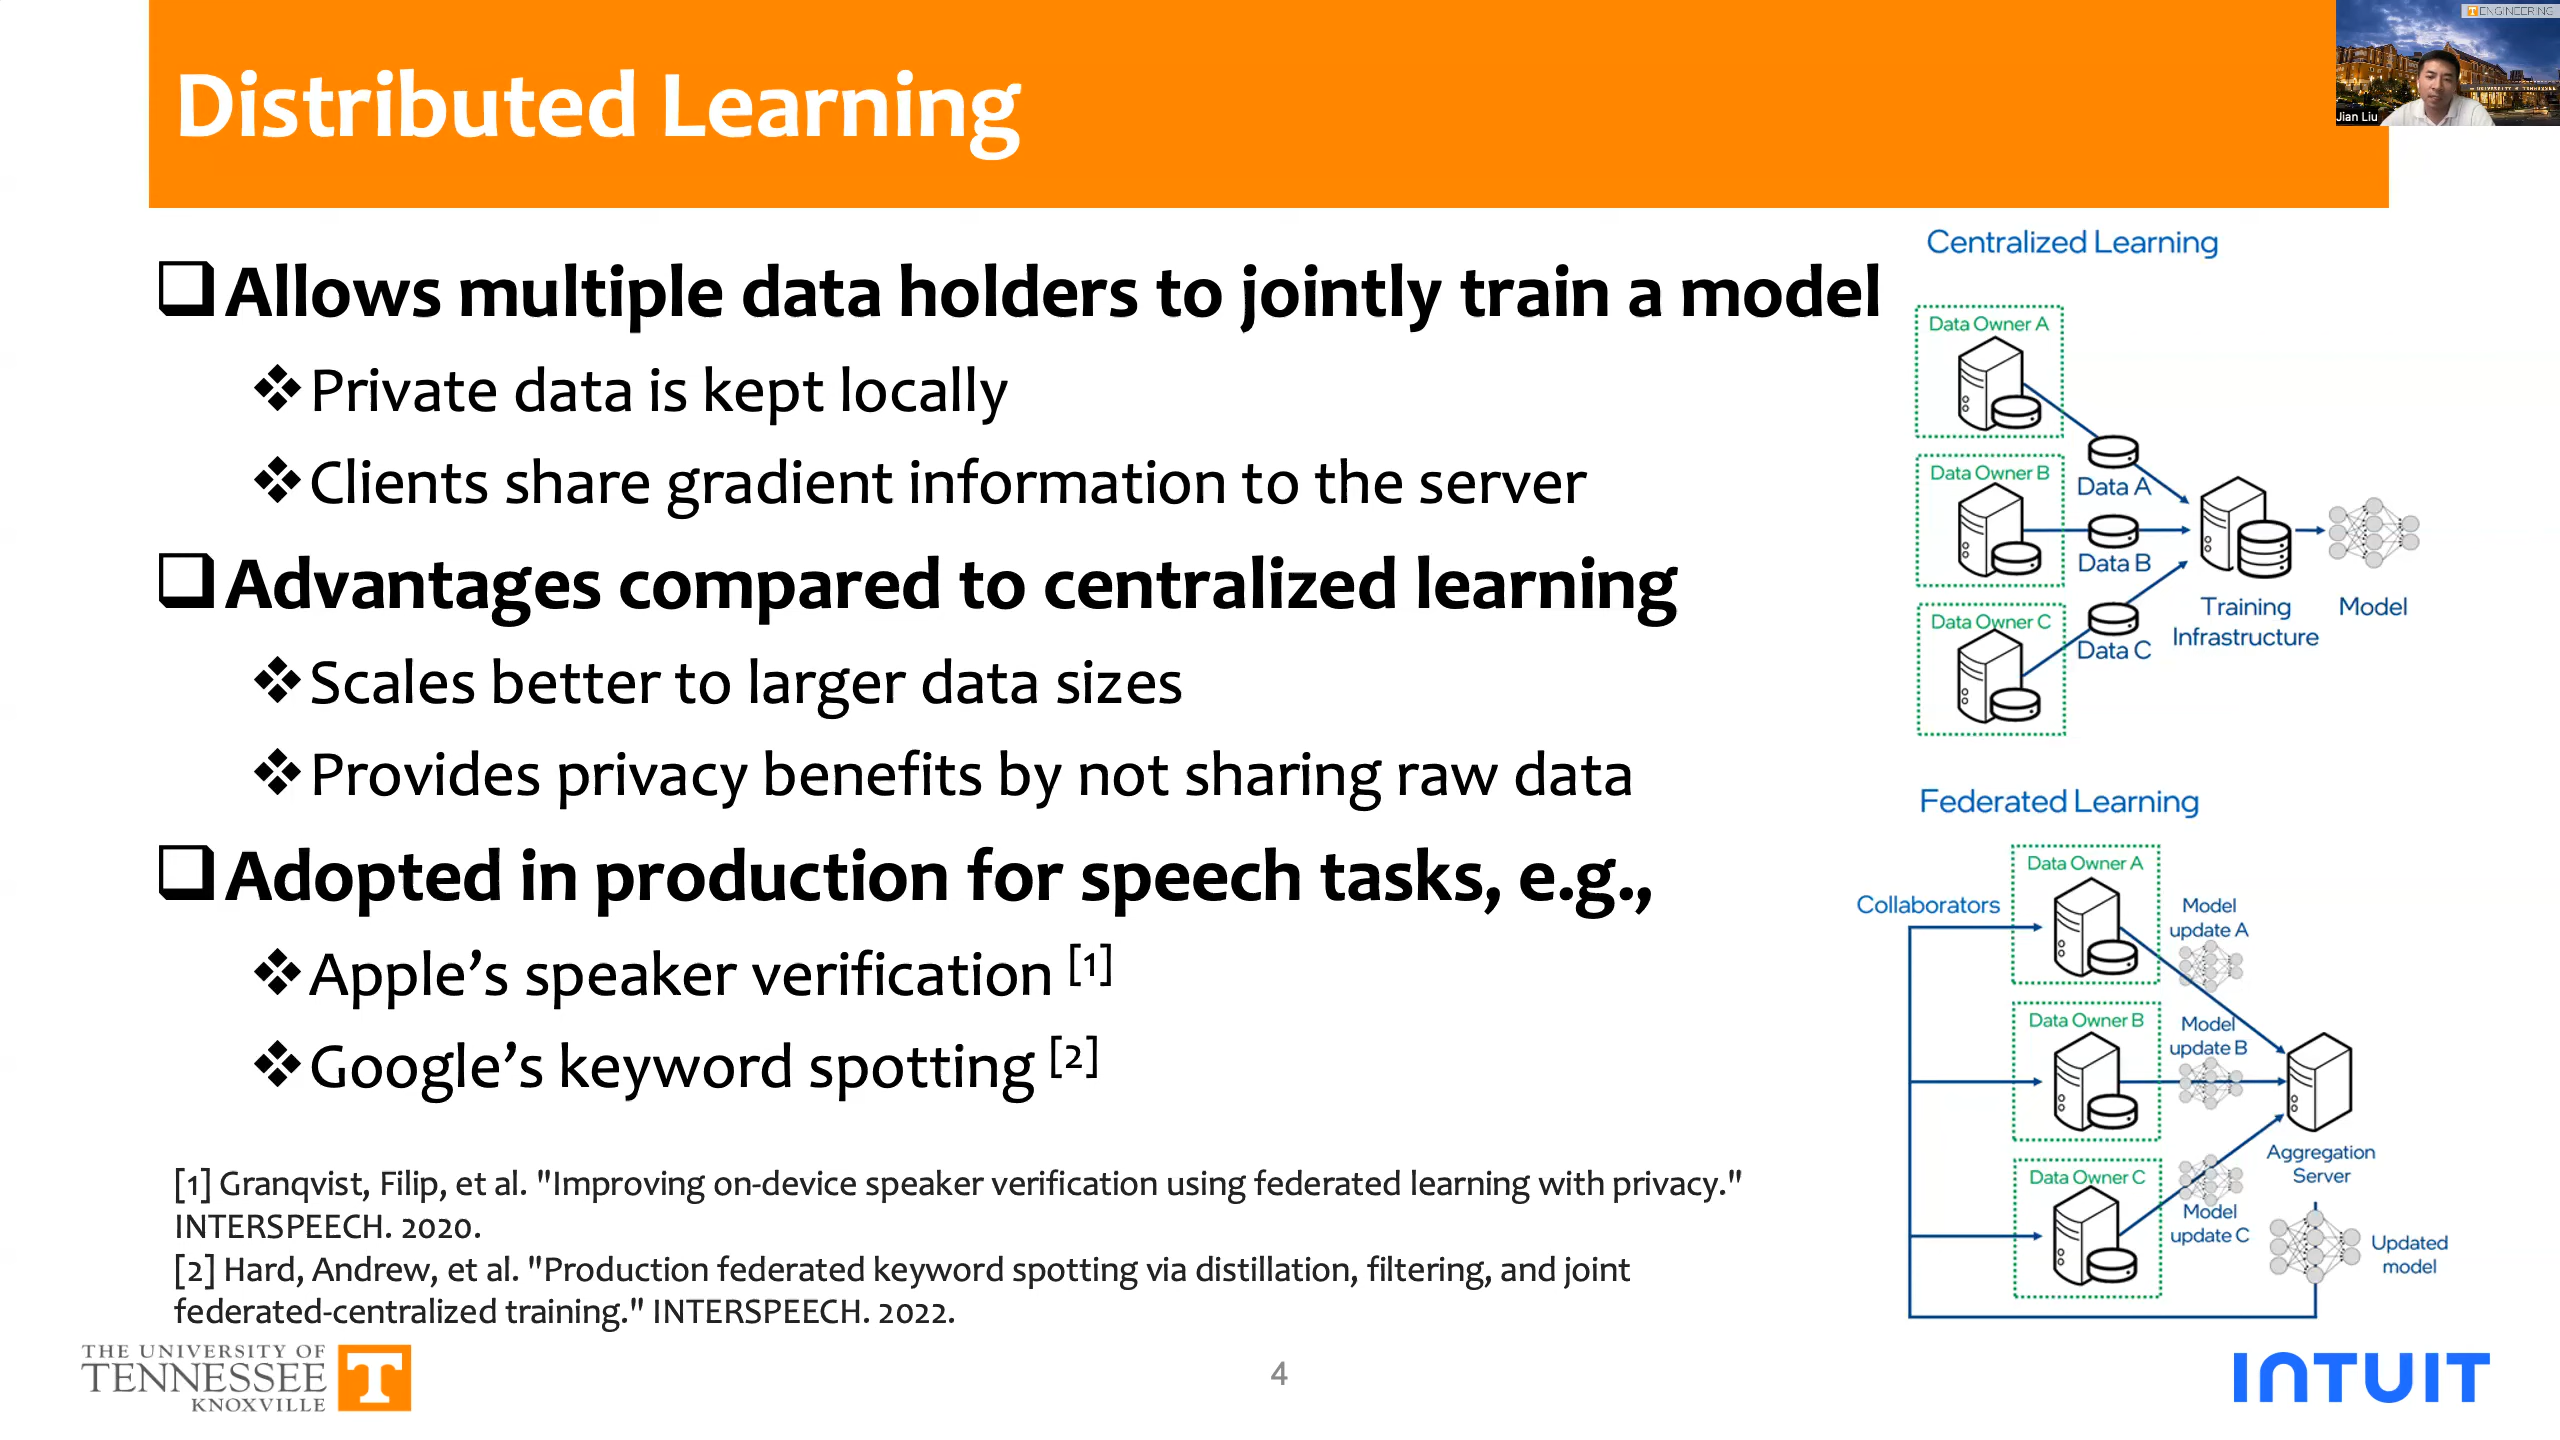 Distributed Learning
ENGINEERING
Jian Liu
Allows multiple data holders to jointly train a model
Private data is kept locally
Clients share gradient information to the server
Advantages compared to centralized learning
Scales better to larger data sizes
Provides privacy benefits by not sharing raw data
Adopted in production for speech tasks, e.g.,
Apple’s speaker verification [1]
Google’s keyword spotting [2]
[1] Granqvist, Filip, et al. "Improving on-device speaker verification using federated learning with privacy."
INTERSPEECH. 2020.
[2] Hard, Andrew, et al. "Production federated keyword spotting via distillation, filtering, and joint
federated-centralized training." INTERSPEECH. 2022.
Centralized Learning
Data Owner A
Data Owner B
Data Owner C
Data A
Data B
Data C
Training
Infrastructure
Model
Federated Learning
Collaborators
Data Owner A
Data Owner B
Data Owner C
Model
update A
Model
update B
Model
update C
Aggregation
Server
Updated
model
THE UNIVERSITY OF
TENNESSEE
KNOXVILLE
T
4
INTUIT